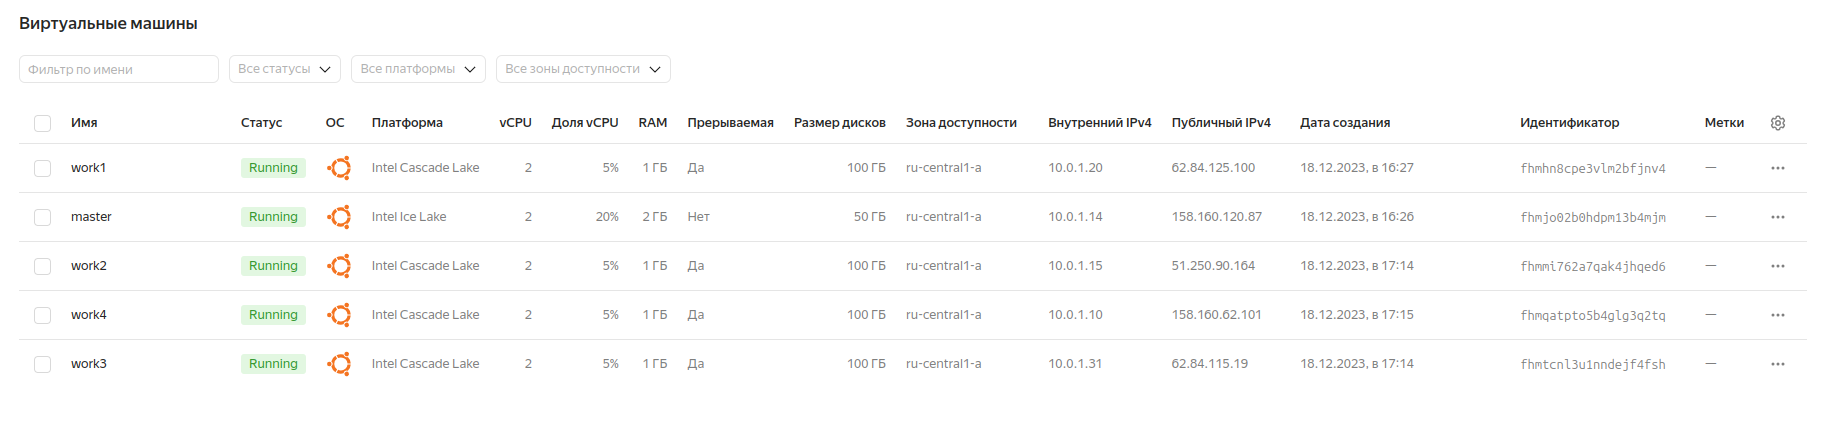 Виртуальные машины
Фильтр по имени Все статусы Все платформы Все зоны доступности
Имя Статус ОС Платформа vCPU Доля vCPU RAM Прерываемая Размер дисков Зона доступности Внутренний IPv4 Публичный IPv4 Дата создания Идентификатор Метки
work1 Running Intel Cascade Lake 2 5% 1 ГБ Да 100 ГБ ru-central1-a 10.0.1.20 62.84.125.100 18.12.2023, в 16:27 fhmhn8cpe3vlm2bfjnv4 —
master Running Intel Ice Lake 2 20% 2 ГБ Нет 50 ГБ ru-central1-a 10.0.1.14 158.160.120.87 18.12.2023, в 16:26 fhmjo02b0hdpm13b4mjm —
work2 Running Intel Cascade Lake 2 5% 1 ГБ Да 100 ГБ ru-central1-a 10.0.1.15 51.250.90.164 18.12.2023, в 17:14 fhmmi762a7qak4jhqed6 —
work4 Running Intel Cascade Lake 2 5% 1 ГБ Да 100 ГБ ru-central1-a 10.0.1.10 158.160.62.101 18.12.2023, в 17:15 fhmqatpto5b4glg3q2tq —
work3 Running Intel Cascade Lake 2 5% 1 ГБ Да 100 ГБ ru-central1-a 10.0.1.31 62.84.115.19 18.12.2023, в 17:14 fhmtcnl3u1nndejf4fsh —